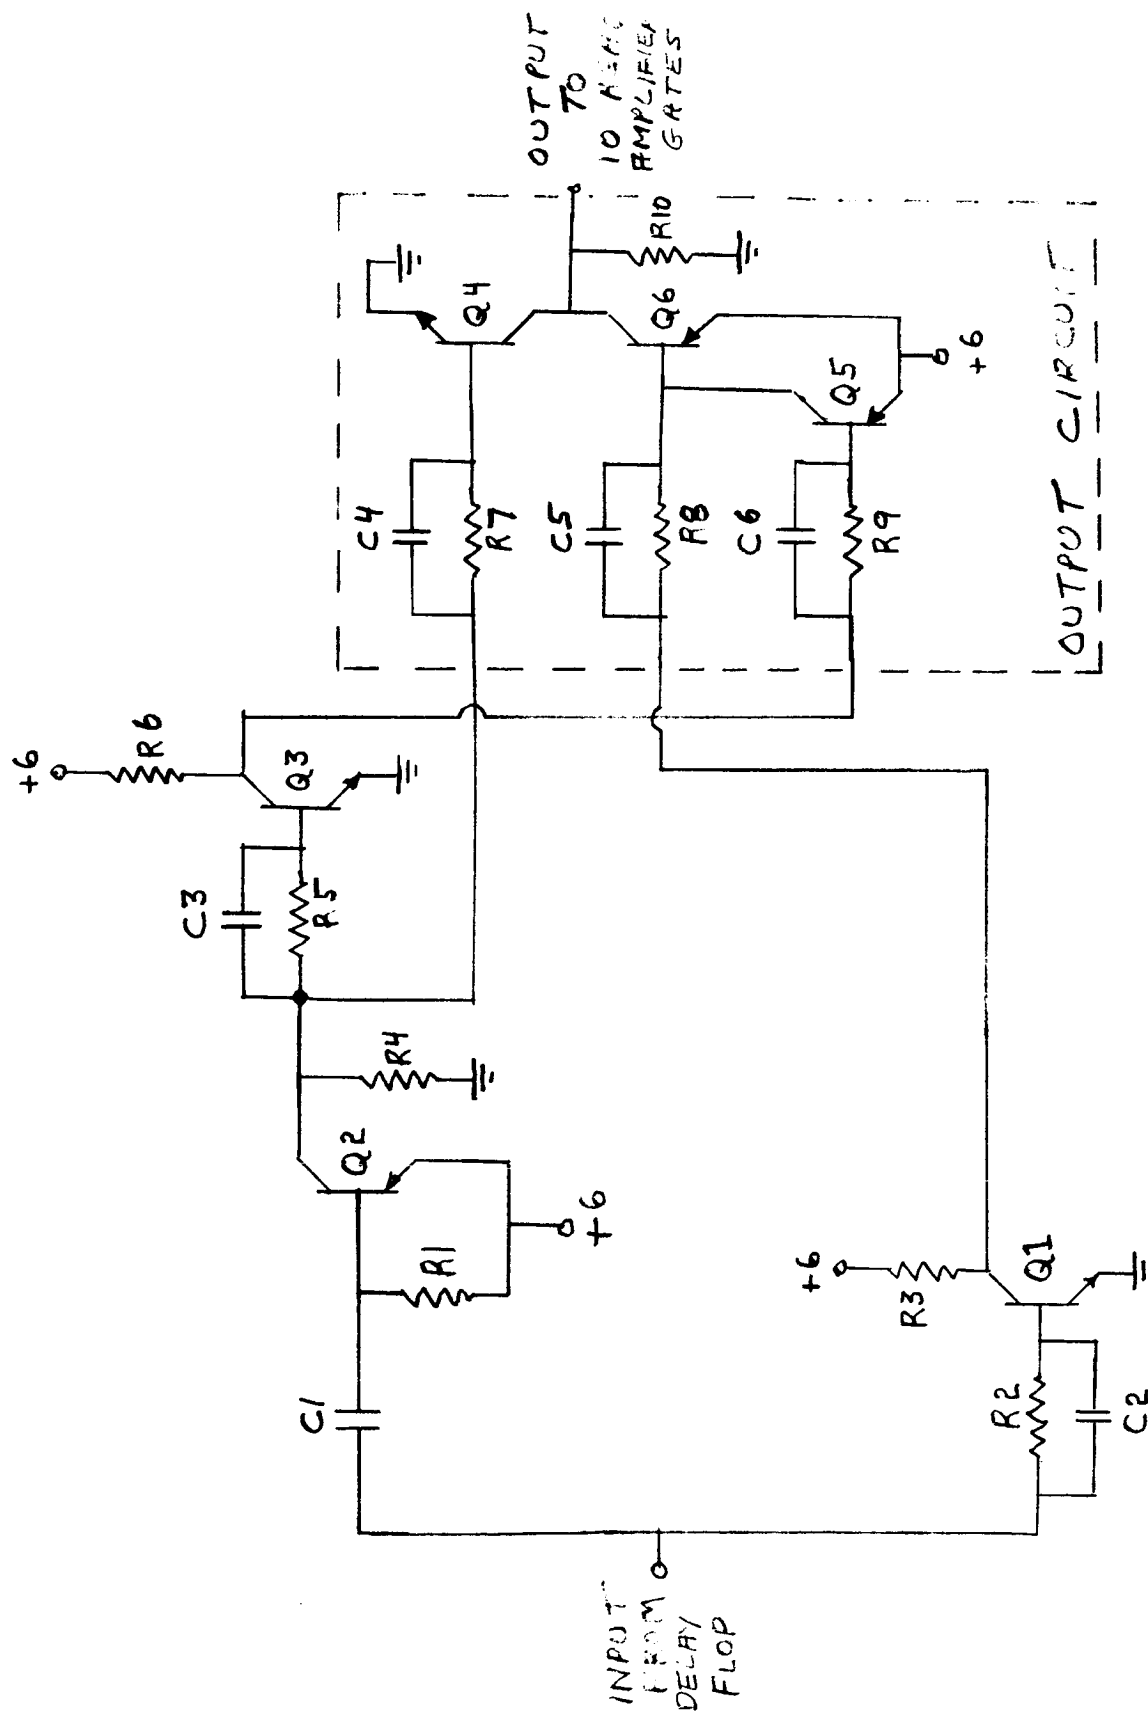 +6
R6
C3
R5
Q3
C1
Q2
R4
R1
+6
C4
R7
Q4
OUTPUT
TO
10
AMPLIFIER
GATES
C5
R8
Q6
R10
C6
R9
Q5
+6
INPUT
FROM
DELAY
FLOP
+6
R3
Q1
R2
C2
OUTPUT CIRCUIT